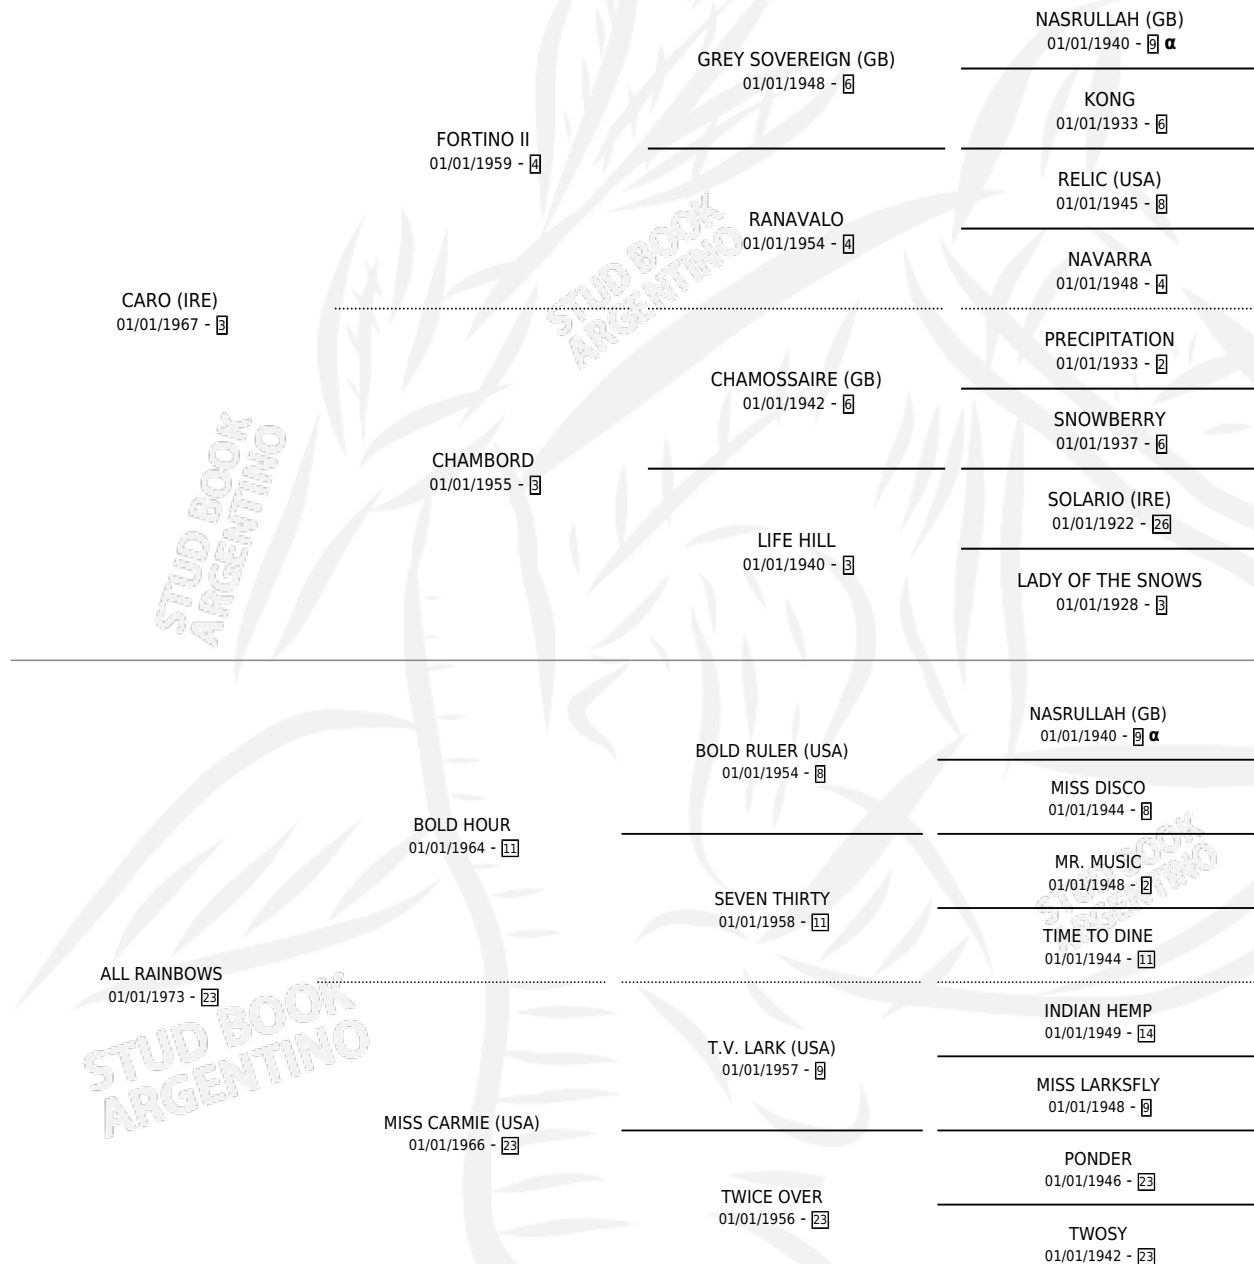 NASRULLAH (GB)
01/01/1940 - 9 α
GREY SOVEREIGN (GB)
01/01/1948 - 6
KONG
01/01/1933 - 6
FORTINO II
01/01/1959 - 4
RELIC (USA)
01/01/1945 - 8
RANAVALO
01/01/1954 - 4
NAVARRA
01/01/1948 - 4
CARO (IRE)
01/01/1967 - 3
PRECIPITATION
01/01/1933 - 2
CHAMOSSAIRE (GB)
01/01/1942 - 6
SNOWBERRY
01/01/1937 - 6
CHAMBORD
01/01/1955 - 3
SOLARIO (IRE)
01/01/1922 - 26
LIFE HILL
01/01/1940 - 3
LADY OF THE SNOWS
01/01/1928 - 3
NASRULLAH (GB)
01/01/1940 - 9 α
BOLD RULER (USA)
01/01/1954 - 8
MISS DISCO
01/01/1944 - 8
BOLD HOUR
01/01/1964 - 11
MR. MUSIC
01/01/1948 - 2
SEVEN THIRTY
01/01/1958 - 11
TIME TO DINE
01/01/1944 - 11
ALL RAINBOWS
01/01/1973 - 23
INDIAN HEMP
01/01/1949 - 14
T.V. LARK (USA)
01/01/1957 - 9
MISS LARKSFLY
01/01/1948 - 9
MISS CARMIE (USA)
01/01/1966 - 23
PONDER
01/01/1946 - 23
TWICE OVER
01/01/1956 - 23
TWOSY
01/01/1942 - 23
STUD BOOK
ARGENTINO
STUD BOOK
ARGENTINO
STUD BOOK
ARGENTINO
STUD BOOK
ARGENTINO